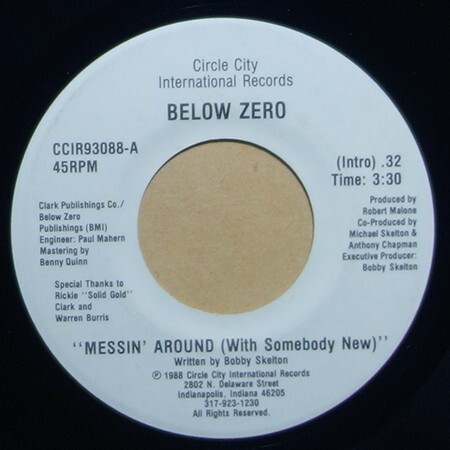 Circle City
International Records
BELOW ZERO
CCIR93088-A
45RPM
(Intro) .32
Time: 3:30
Clark Publishings Co./
Below Zero
Publishings (BMI)
Engineer: Paul Mahern
Mastering by
Benny Quinn
Special Thanks to
Rickie "Solid Gold"
Clark and
Warren Burris
Produced by
Robert Malone
Co-Produced by
Michael Skelton &
Anthony Chapman
Executive Producer:
Bobby Skelton
"MESSIN' AROUND (With Somebody New)"
Written by Bobby Skelton
℗ 1988 Circle City International Records
2802 N. Delaware Street
Indianapolis, Indiana 46205
317-923-1230
All Rights Reserved.